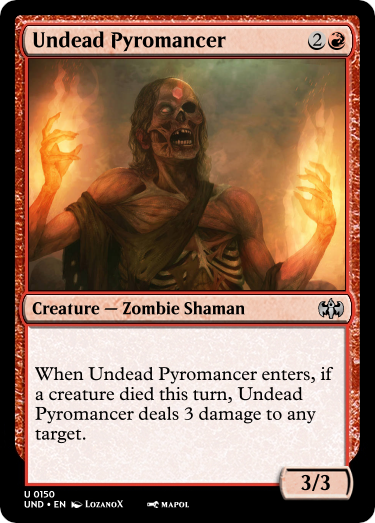 Undead Pyromancer 2
Creature — Zombie Shaman
When Undead Pyromancer enters, if
a creature died this turn, Undead
Pyromancer deals 3 damage to any
target.
3/3
U 0150
UND • EN LozanoX MAPOL